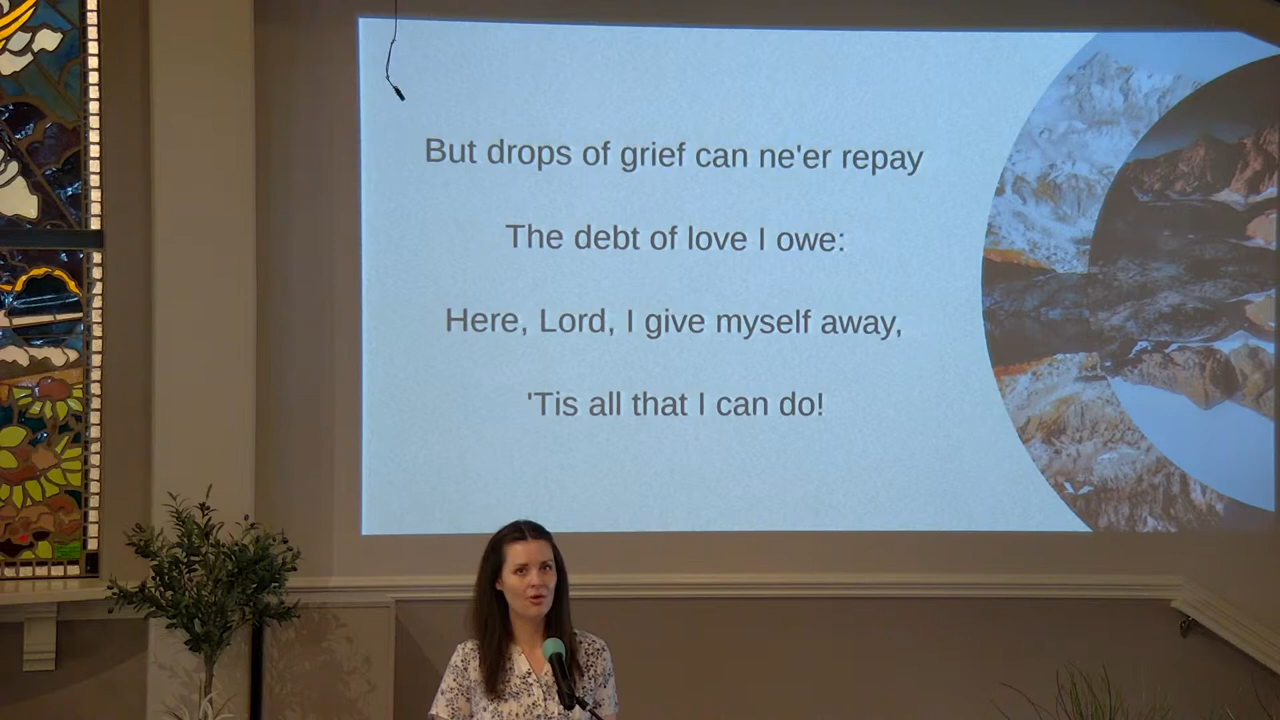 But drops of grief can ne'er repay
The debt of love I owe:
Here, Lord, I give myself away,
'Tis all that I can do!